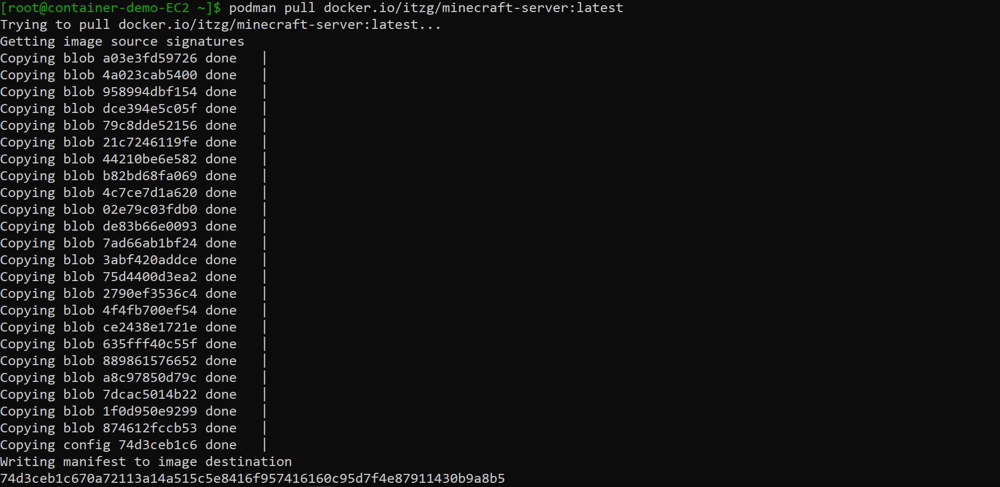 [root@container-demo-EC2 ~]$ podman pull docker.io/itzg/minecraft-server:latest
Trying to pull docker.io/itzg/minecraft-server:latest...
Getting image source signatures
Copying blob a03e3fd59726 done   |
Copying blob 4a023cab5400 done   |
Copying blob 958994dbf154 done   |
Copying blob dce394e5c05f done   |
Copying blob 79c8dde52156 done   |
Copying blob 21c7246119fe done   |
Copying blob 44210be6e582 done   |
Copying blob b82bd68fa069 done   |
Copying blob 4c7ce7d1a620 done   |
Copying blob 02e79c03fdb0 done   |
Copying blob de83b66e0093 done   |
Copying blob 7ad66ab1bf24 done   |
Copying blob 3abf420addce done   |
Copying blob 75d4400d3ea2 done   |
Copying blob 2790ef3536c4 done   |
Copying blob 4f4fb700ef54 done   |
Copying blob ce2438e1721e done   |
Copying blob 635fff40c55f done   |
Copying blob 889861576652 done   |
Copying blob a8c97850d79c done   |
Copying blob 7dcac5014b22 done   |
Copying blob 1f0d950e9299 done   |
Copying blob 874612fccb53 done   |
Copying config 74d3ceb1c6 done   |
Writing manifest to image destination
74d3ceb1c670a72113a14a515c5e8416f957416160c95d7f4e87911430b9a8b5